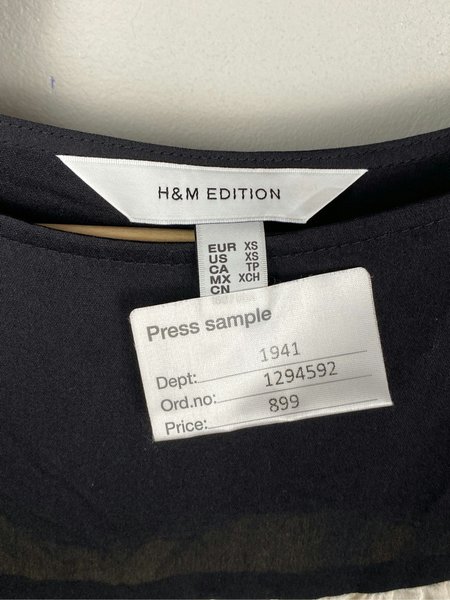 H&M EDITION
EUR XS
US XS
CA TP
MX XCH
CN
Press sample
Dept: 1941
Ord.no: 1294592
Price: 899